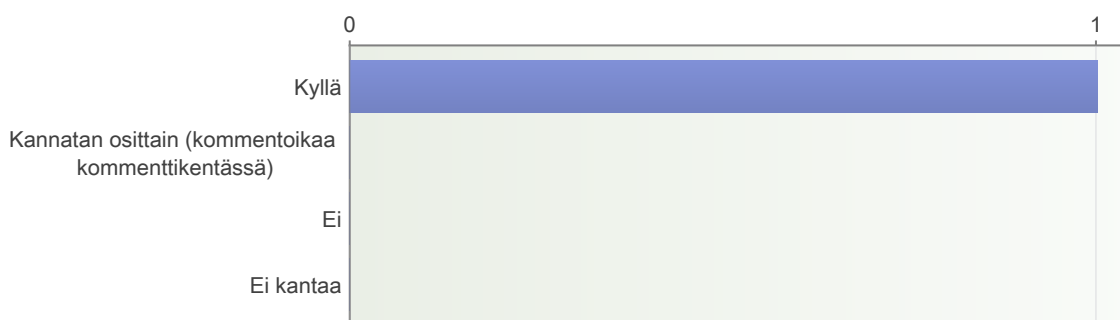 0 1
Kyllä
Kannatan osittain (kommentoikaa
kommenttikentässä)
Ei
Ei kantaa